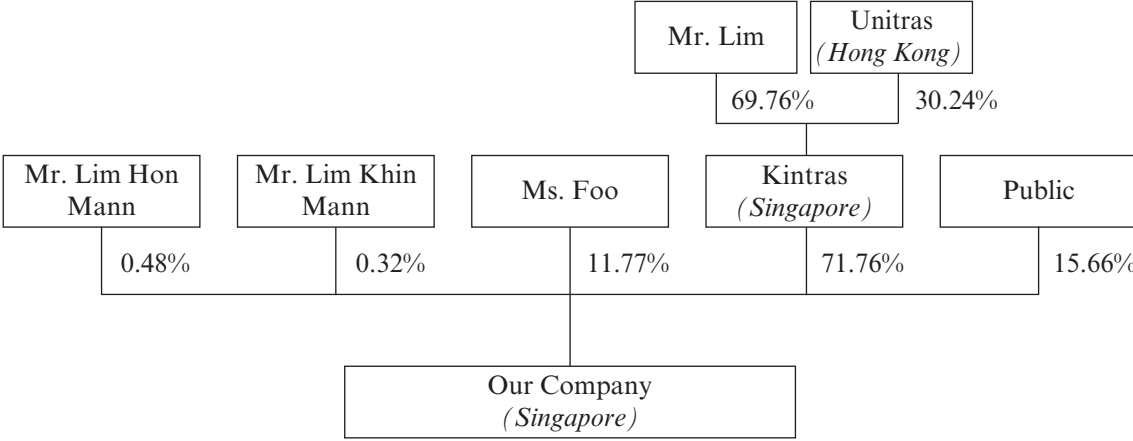 Mr. Lim
Unitras
(Hong Kong)
69.76%
30.24%
Mr. Lim Hon
Mann
Mr. Lim Khin
Mann
Ms. Foo
Kintras
(Singapore)
Public
0.48%
0.32%
11.77%
71.76%
15.66%
Our Company
(Singapore)